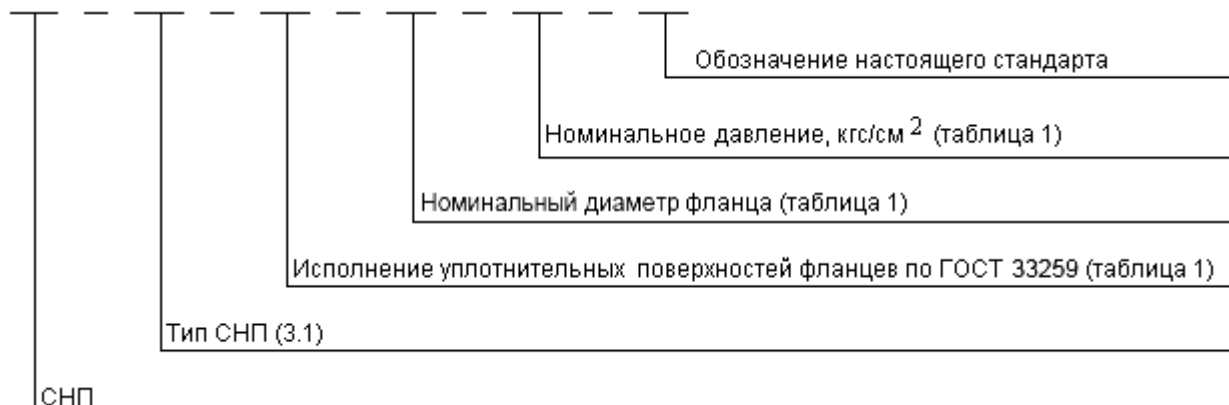 Обозначение настоящего стандарта
Номинальное давление, кгс/см 2 (таблица 1)
Номинальный диаметр фланца (таблица 1)
Исполнение уплотнительных поверхностей фланцев по ГОСТ 33259 (таблица 1)
Тип СНП (3.1)
СНП